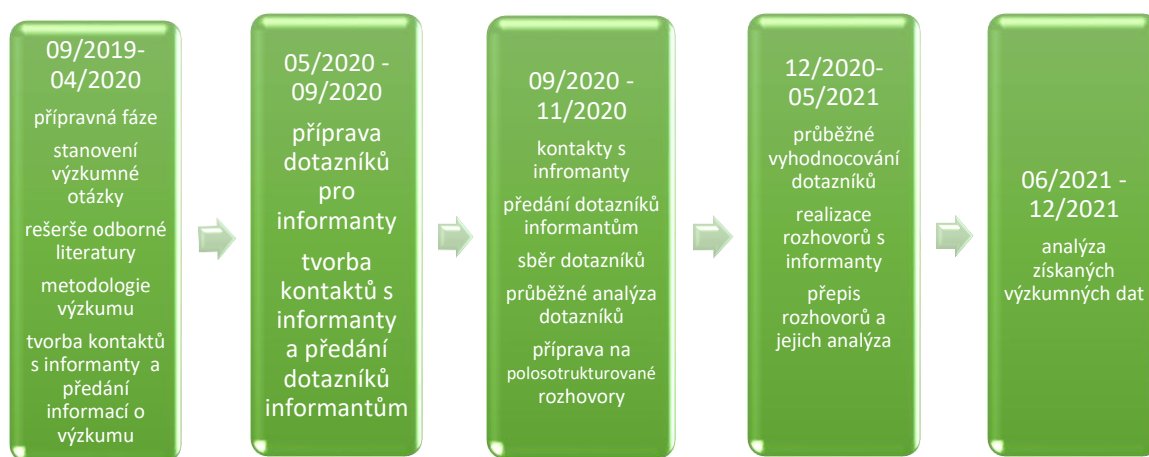 09/2019-
04/2020
přípravná fáze
stanovení
výzkumné
otázky
rešerše odborné
literatury
metodologie
výzkumu
tvorba kontaktů
s informanty a
předání
informací o
výzkumu
05/2020 -
09/2020
příprava
dotazníků
pro
informanty
tvorba
kontaktů s
informanty
a předání
dotazníků
informantům
09/2020 -
11/2020
kontakty s
infromanty
předání dotazníků
informantům
sběr dotazníků
průběžné analýza
dotazníků
příprava na
polosotrukturované
rozhovory
12/2020-
05/2021
průběžné
vyhodnocování
dotazníků
realizace
rozhovorů s
informanty
přepis
rozhovorů a
jejich analýza
06/2021 -
12/2021
analýza
získaných
výzkumných dat